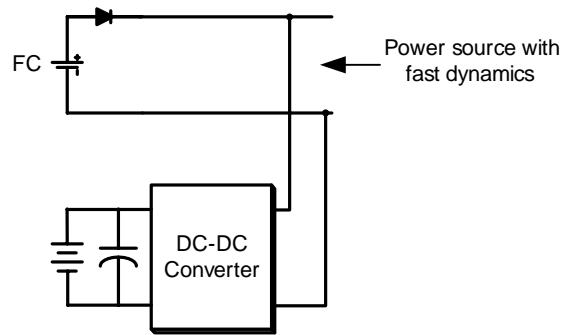 FC
Power source with
fast dynamics
DC-DC
Converter